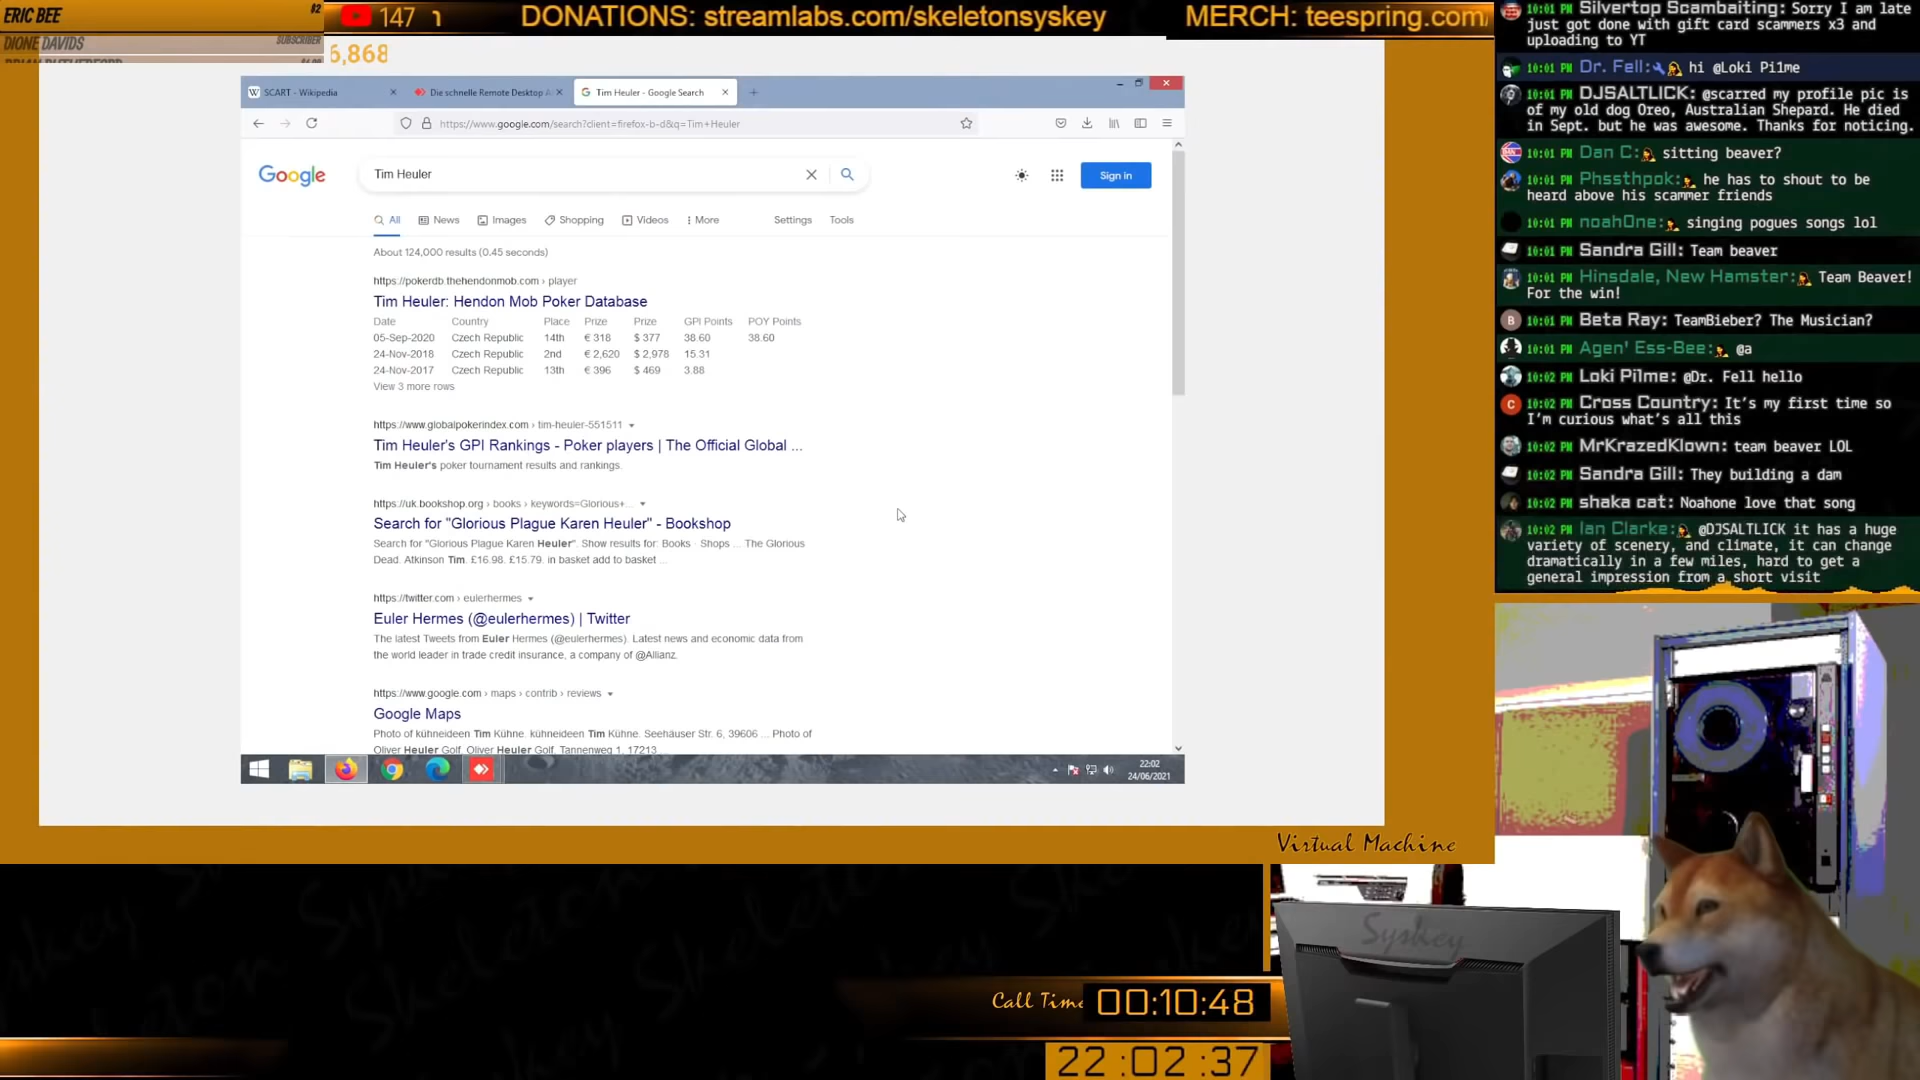 ERIC BEE
$2
DIONE DAVIDS
SUBSCRIBER
147
DONATIONS: streamlabs.com/skeletonsyskey
MERCH: teespring.com/
6,868
SCART - Wikipedia
Die schnelle Remote Desktop A
Tim Heuler - Google Search
https://www.google.com/search?client=firefox-b-d&q=Tim+Heuler
Google
Tim Heuler
Sign in
All
News
Images
Shopping
Videos
More
Settings
Tools
About 124,000 results (0.45 seconds)
https://pokerdb.thehendonmob.com › player
Tim Heuler: Hendon Mob Poker Database
Date Country Place Prize Prize GPI Points POY Points
05-Sep-2020 Czech Republic 14th € 318 $ 377 38.60 38.60
24-Nov-2018 Czech Republic 2nd € 2,620 $ 2,978 15.31
24-Nov-2017 Czech Republic 13th € 396 $ 469 3.88
View 3 more rows
https://www.globalpokerindex.com › tim-heuler-551511
Tim Heuler's GPI Rankings - Poker players | The Official Global ...
Tim Heuler's poker tournament results and rankings.
https://uk.bookshop.org › books › keywords=Glorious+...
Search for "Glorious Plague Karen Heuler" - Bookshop
Search for "Glorious Plague Karen Heuler". Show results for: Books · Shops ... The Glorious
Dead. Atkinson Tim. £16.98. £15.79. in basket add to basket ...
https://twitter.com › eulerhermes
Euler Hermes (@eulerhermes) | Twitter
The latest Tweets from Euler Hermes (@eulerhermes). Latest news and economic data from
the world leader in trade credit insurance, a company of @Allianz.
https://www.google.com › maps › contrib › reviews
Google Maps
Photo of kühneideen Tim Kühne. kühneideen Tim Kühne. Seehäuser Str. 6, 39606 ... Photo of
Oliver Heuler Golf. Oliver Heuler Golf. Tannenweg 1, 17213 ...
22:02
24/06/2021
Virtual Machine
10:01 PM Silvertop Scambaiting: Sorry I am late
just got done with gift card scammers x3 and
uploading to YT
10:01 PM Dr. Fell: hi @Loki Pi1me
10:01 PM DJSALTLICK: @scarred my profile pic is
of my old dog Oreo, Australian Shepard. He died
in Sept. but he was awesome. Thanks for noticing.
10:01 PM Dan C: sitting beaver?
10:01 PM Phssthpok: he has to shout to be
heard above his scammer friends
10:01 PM noahOne: singing pogues songs lol
10:01 PM Sandra Gill: Team beaver
10:01 PM Hinsdale, New Hamster: Team Beaver!
For the win!
10:01 PM Beta Ray: TeamBieber? The Musician?
10:01 PM Agen' Ess-Bee: @a
10:02 PM Loki Pi1me: @Dr. Fell hello
10:02 PM Cross Country: It's my first time so
I'm curious what's all this
10:02 PM MrKrazedKlown: team beaver LOL
10:02 PM Sandra Gill: They building a dam
10:02 PM shaka cat: Noahone love that song
10:02 PM Ian Clarke: @DJSALTLICK it has a huge
variety of scenery, and climate, it can change
dramatically in a few miles, hard to get a
general impression from a short visit
Syskey
Skeleton Syskey
Call Time
00:10:48
22:02:37